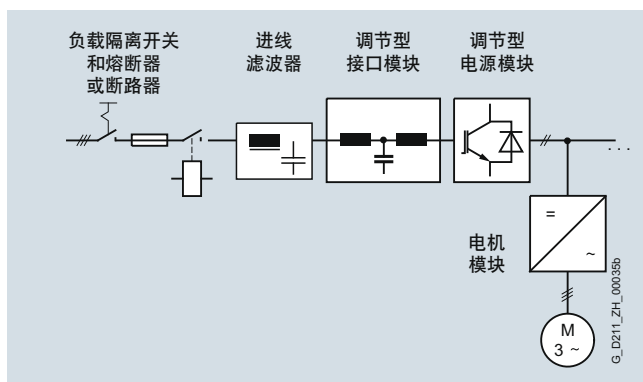 负载隔离开关
和熔断器
或断路器
进线
滤波器
调节型
接口模块
调节型
电源模块
. . .
=
~
电机
模块
M
3 ~
G_D211_ZH_00035b